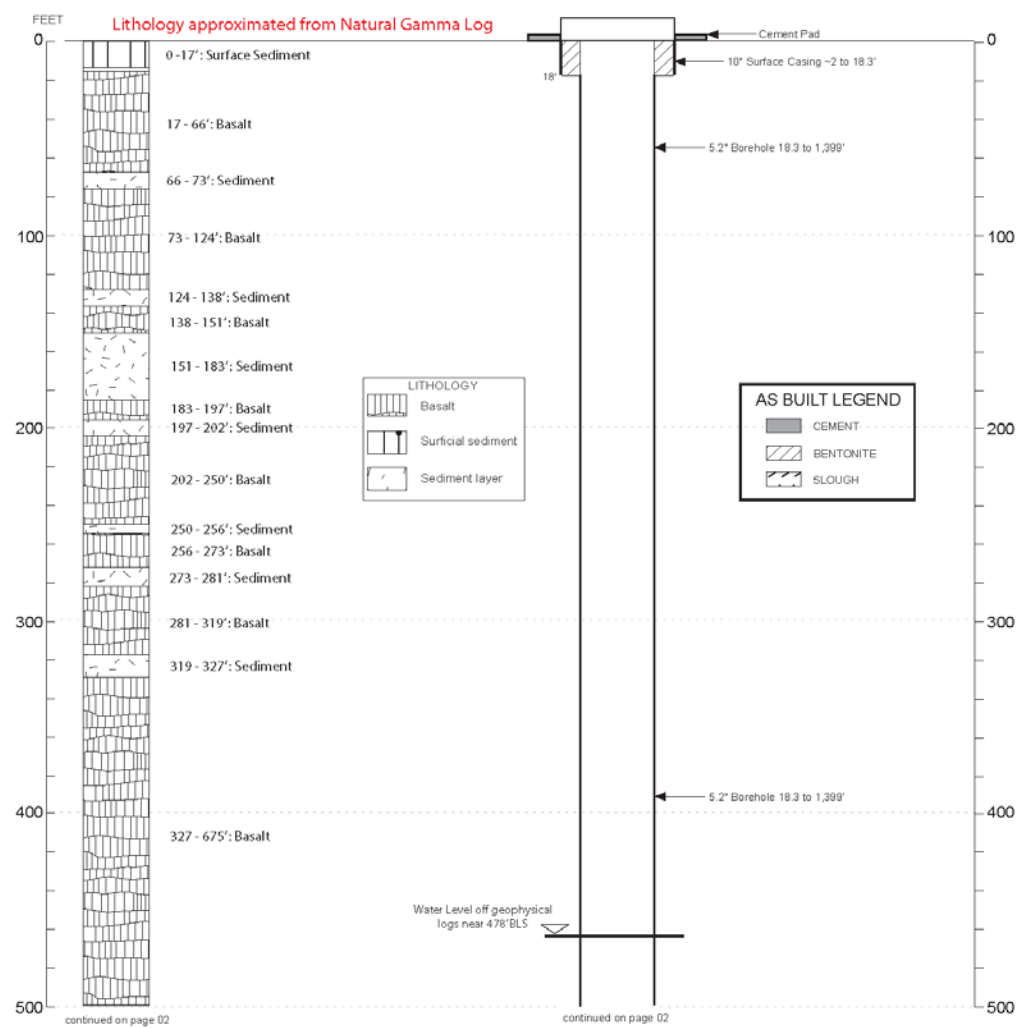 FEET
Lithology approximated from Natural Gamma Log
0
0 -17': Surface Sediment
17 - 66': Basalt
66 - 73': Sediment
73 - 124': Basalt
100
124 - 138': Sediment
138 - 151': Basalt
151 - 183': Sediment
183 - 197': Basalt
197 - 202': Sediment
200
202 - 250': Basalt
250 - 256': Sediment
256 - 273': Basalt
273 - 281': Sediment
281 - 319': Basalt
300
319 - 327': Sediment
400
327 - 675': Basalt
500
continued on page 02
LITHOLOGY
Basalt
Surficial sediment
Sediment layer
Cement Pad
10" Surface Casing ~2 to 18.3'
18'
5.2" Borehole 18.3 to 1,399'
AS BUILT LEGEND
CEMENT
BENTONITE
SLOUGH
5.2" Borehole 18.3 to 1,399'
Water Level off geophysical
logs near 478'BLS
continued on page 02
0
100
200
300
400
500